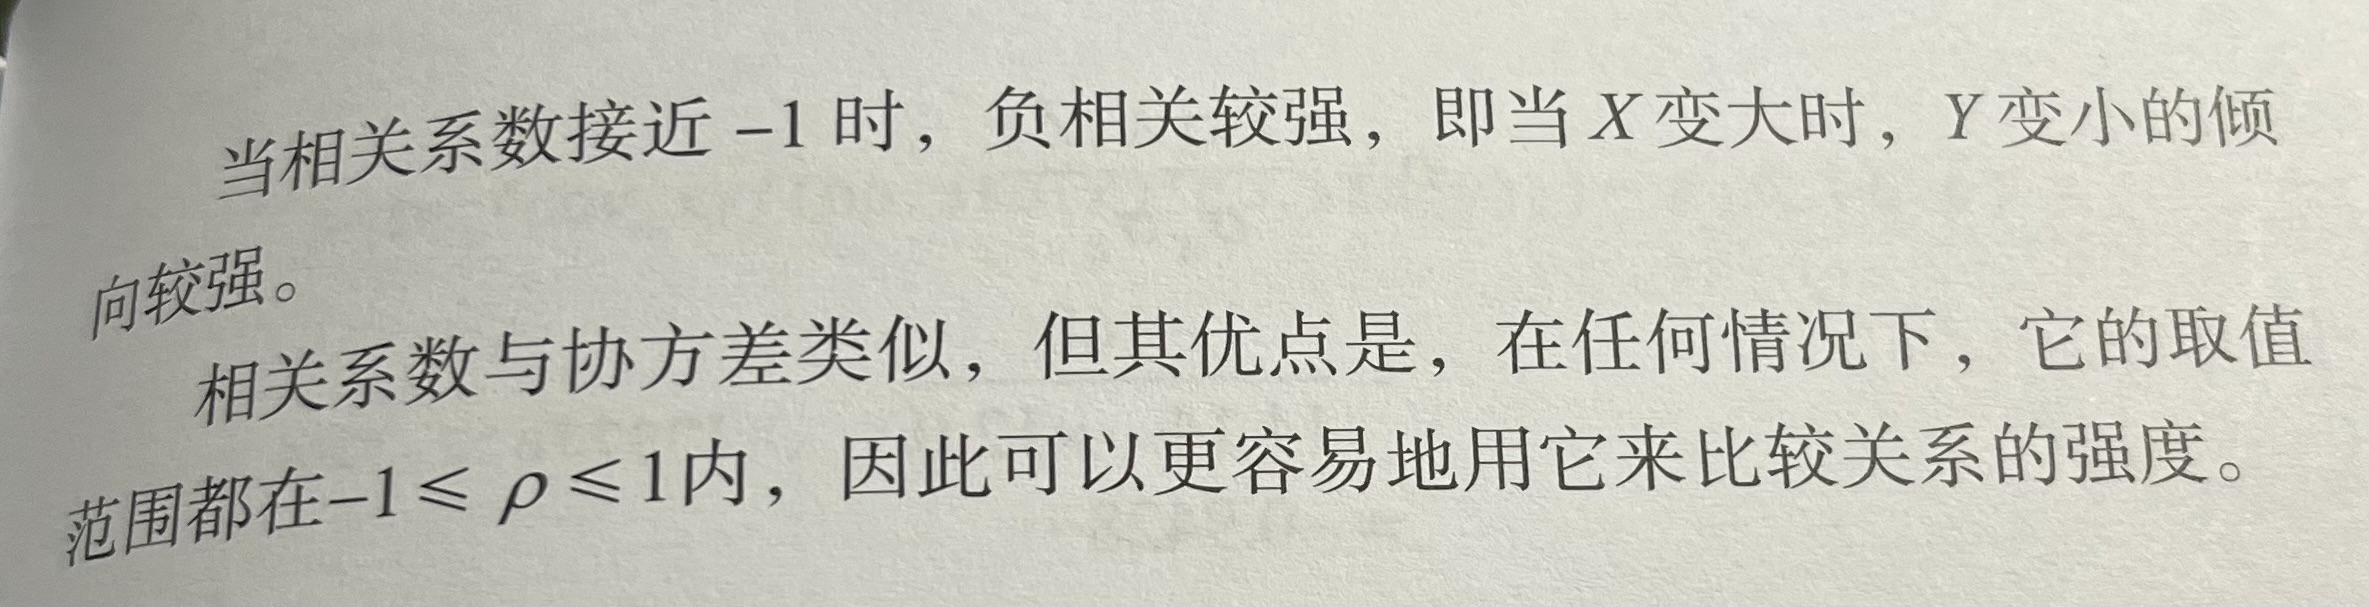 当相关系数接近 –1 时，负相关较强，即当 X 变大时，Y 变小的倾
向较强。
相关系数与协方差类似，但其优点是，在任何情况下，它的取值
范围都在–1 ≤ ρ ≤ 1内，因此可以更容易地用它来比较关系的强度。